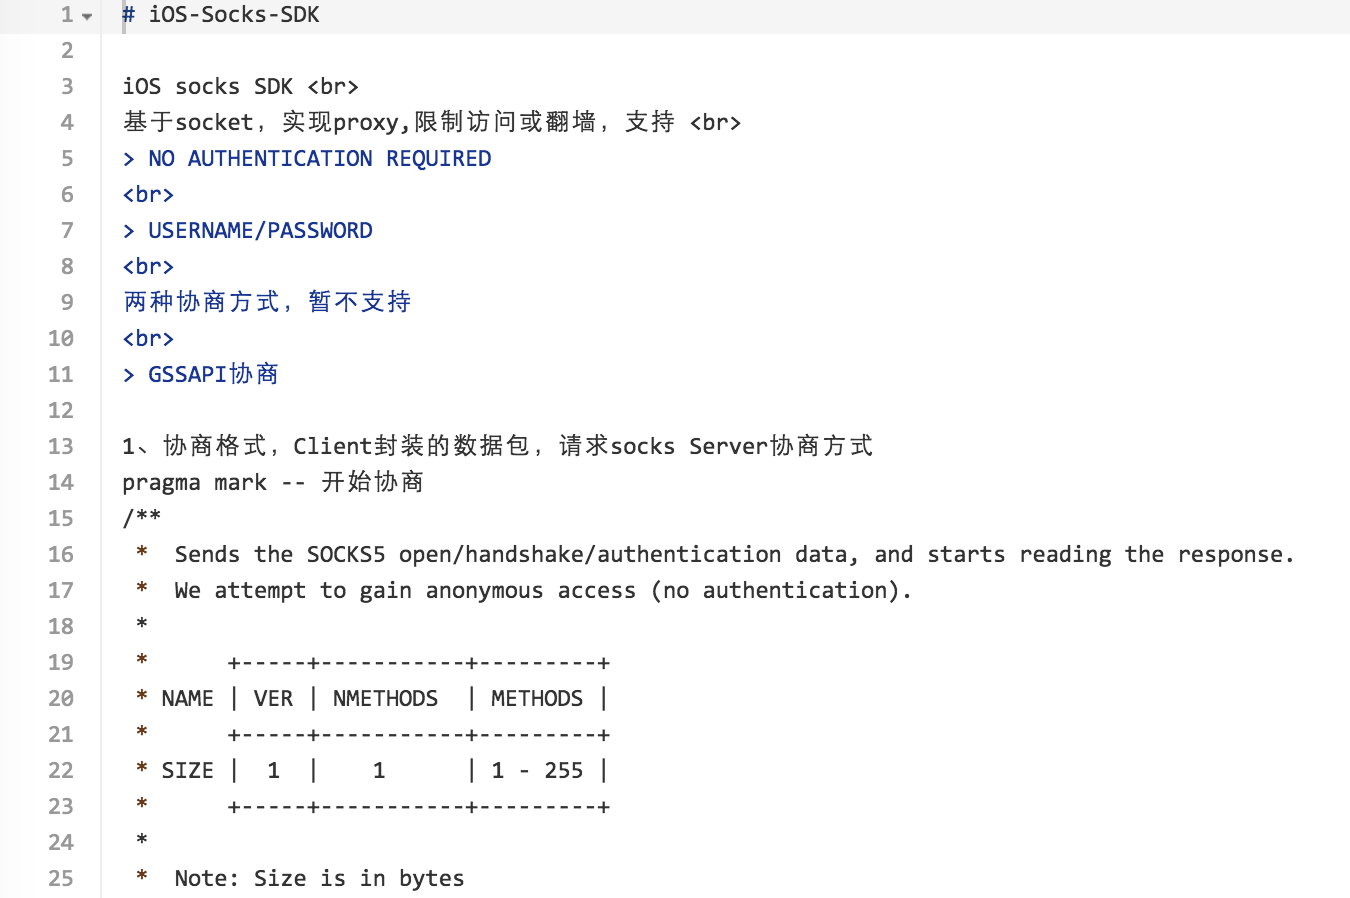 1 # iOS-Socks-SDK
2
3 iOS socks SDK <br>
4 基于socket，实现proxy,限制访问或翻墙，支持 <br>
5 > NO AUTHENTICATION REQUIRED
6 <br>
7 > USERNAME/PASSWORD
8 <br>
9 两种协商方式，暂不支持
10 <br>
11 > GSSAPI协商
12
13 1、协商格式，Client封装的数据包，请求socks Server协商方式
14 pragma mark -- 开始协商
15 /**
16  *  Sends the SOCKS5 open/handshake/authentication data, and starts reading the response.
17  *  We attempt to gain anonymous access (no authentication).
18  *
19  *      +-----+-----------+---------+
20  * NAME | VER | NMETHODS  | METHODS |
21  *      +-----+-----------+---------+
22  * SIZE |  1  |    1      | 1 - 255 |
23  *      +-----+-----------+---------+
24  *
25  *  Note: Size is in bytes